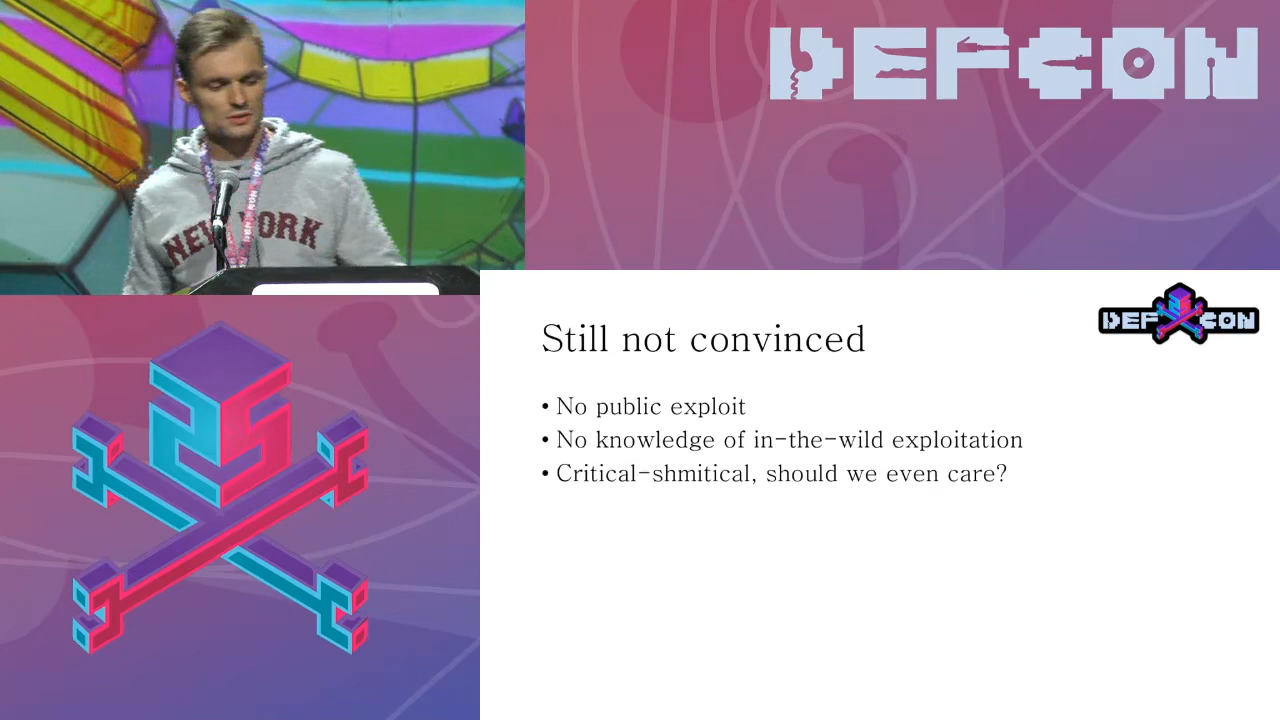 DEFCON
NEW YORK
DEF CON
Still not convinced
• No public exploit
• No knowledge of in-the-wild exploitation
• Critical-shmitical, should we even care?